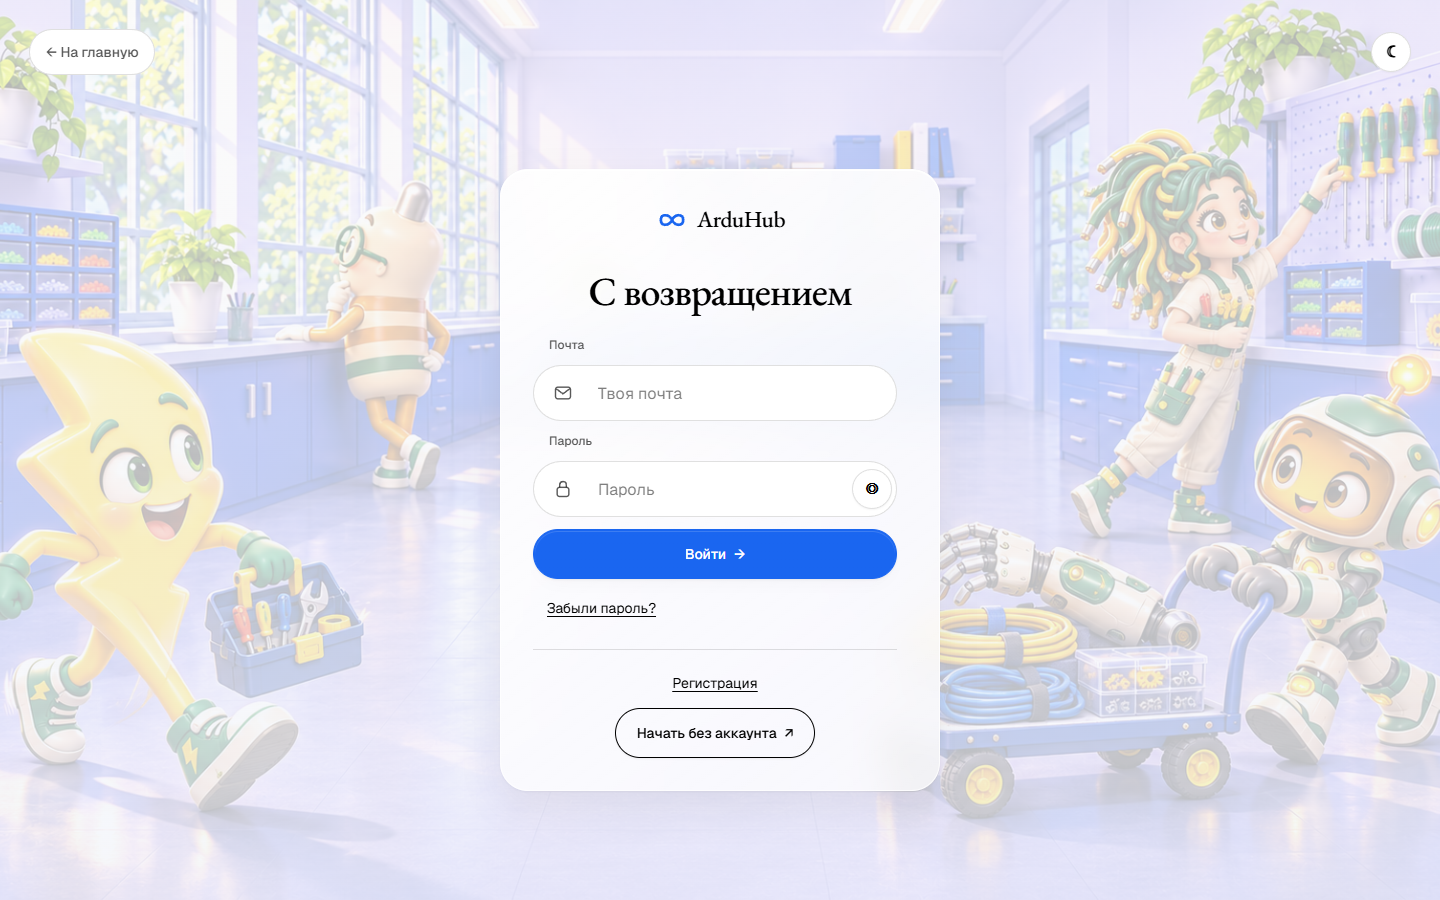 ← На главную
ArduHub
С возвращением
Почта
Твоя почта
Пароль
Пароль
Войти →
Забыли пароль?
Регистрация
Начать без аккаунта ↗